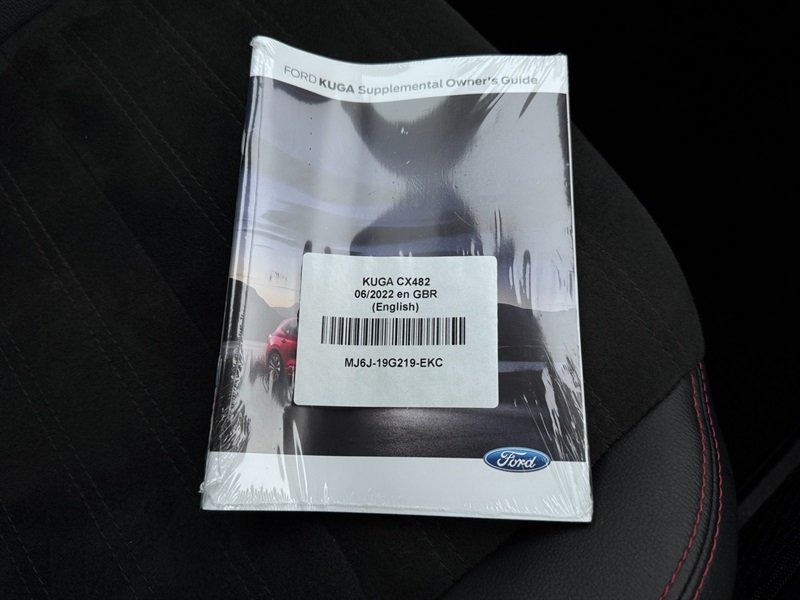 FORD KUGA Supplemental Owner's Guide
KUGA CX482
06/2022 en GBR
(English)
MJ6J-19G219-EKC
Ford